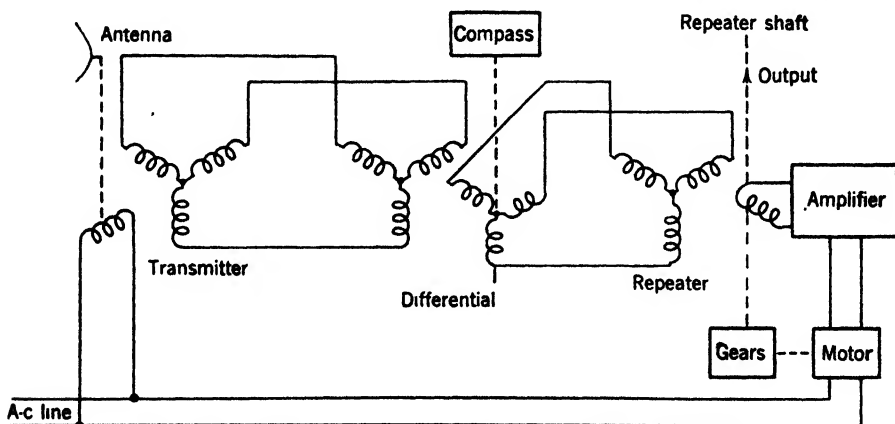 Antenna
Compass
Repeater shaft
Output
Amplifier
Transmitter
Differential
Repeater
Gears
Motor
A-c line